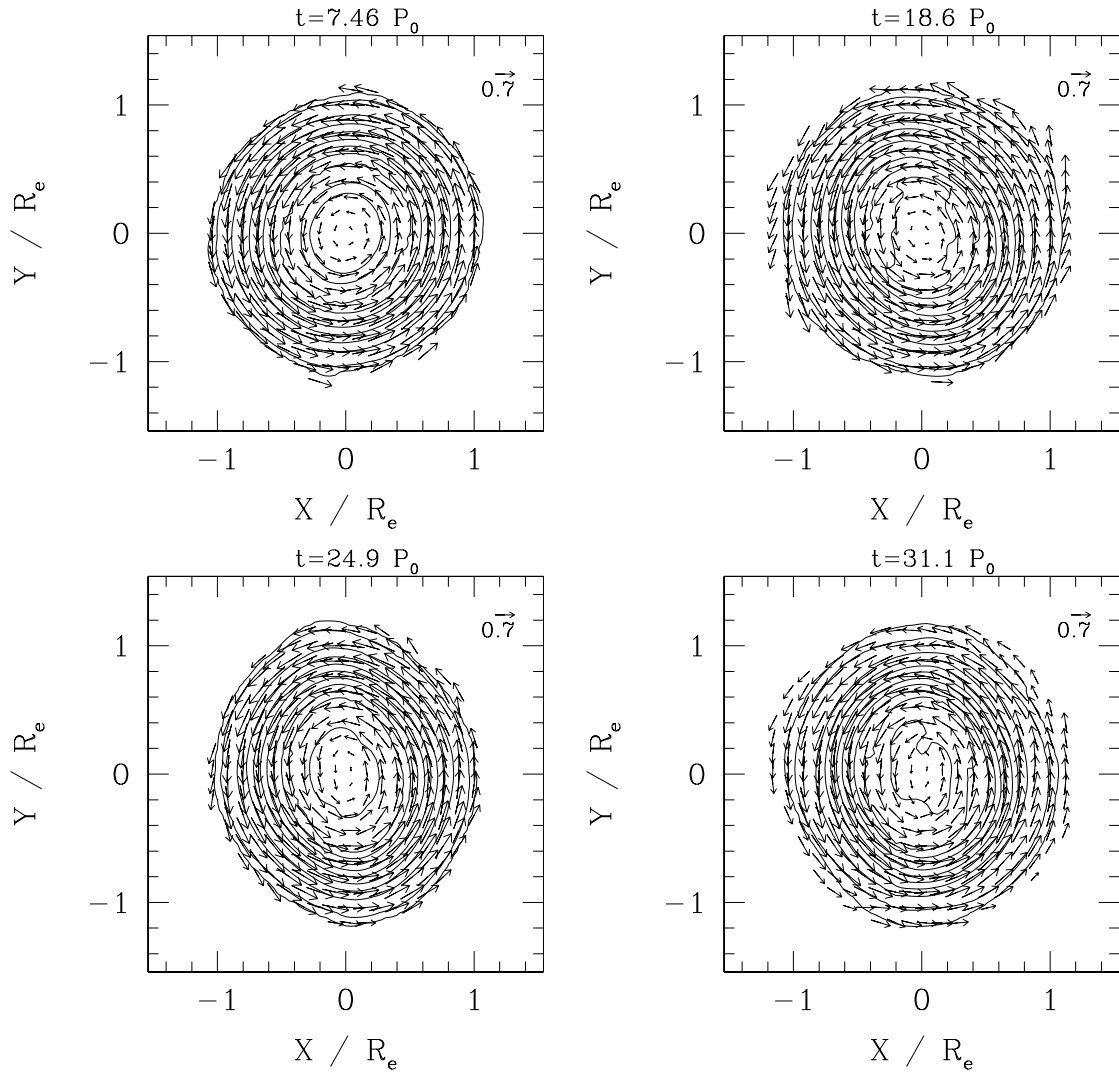 t=7.46 P₀
0.7
1
0
−1
Y / Rₑ
−1 0 1
X / Rₑ
t=18.6 P₀
0.7
1
0
−1
Y / Rₑ
−1 0 1
X / Rₑ
t=24.9 P₀
0.7
1
0
−1
Y / Rₑ
−1 0 1
X / Rₑ
t=31.1 P₀
0.7
1
0
−1
Y / Rₑ
−1 0 1
X / Rₑ